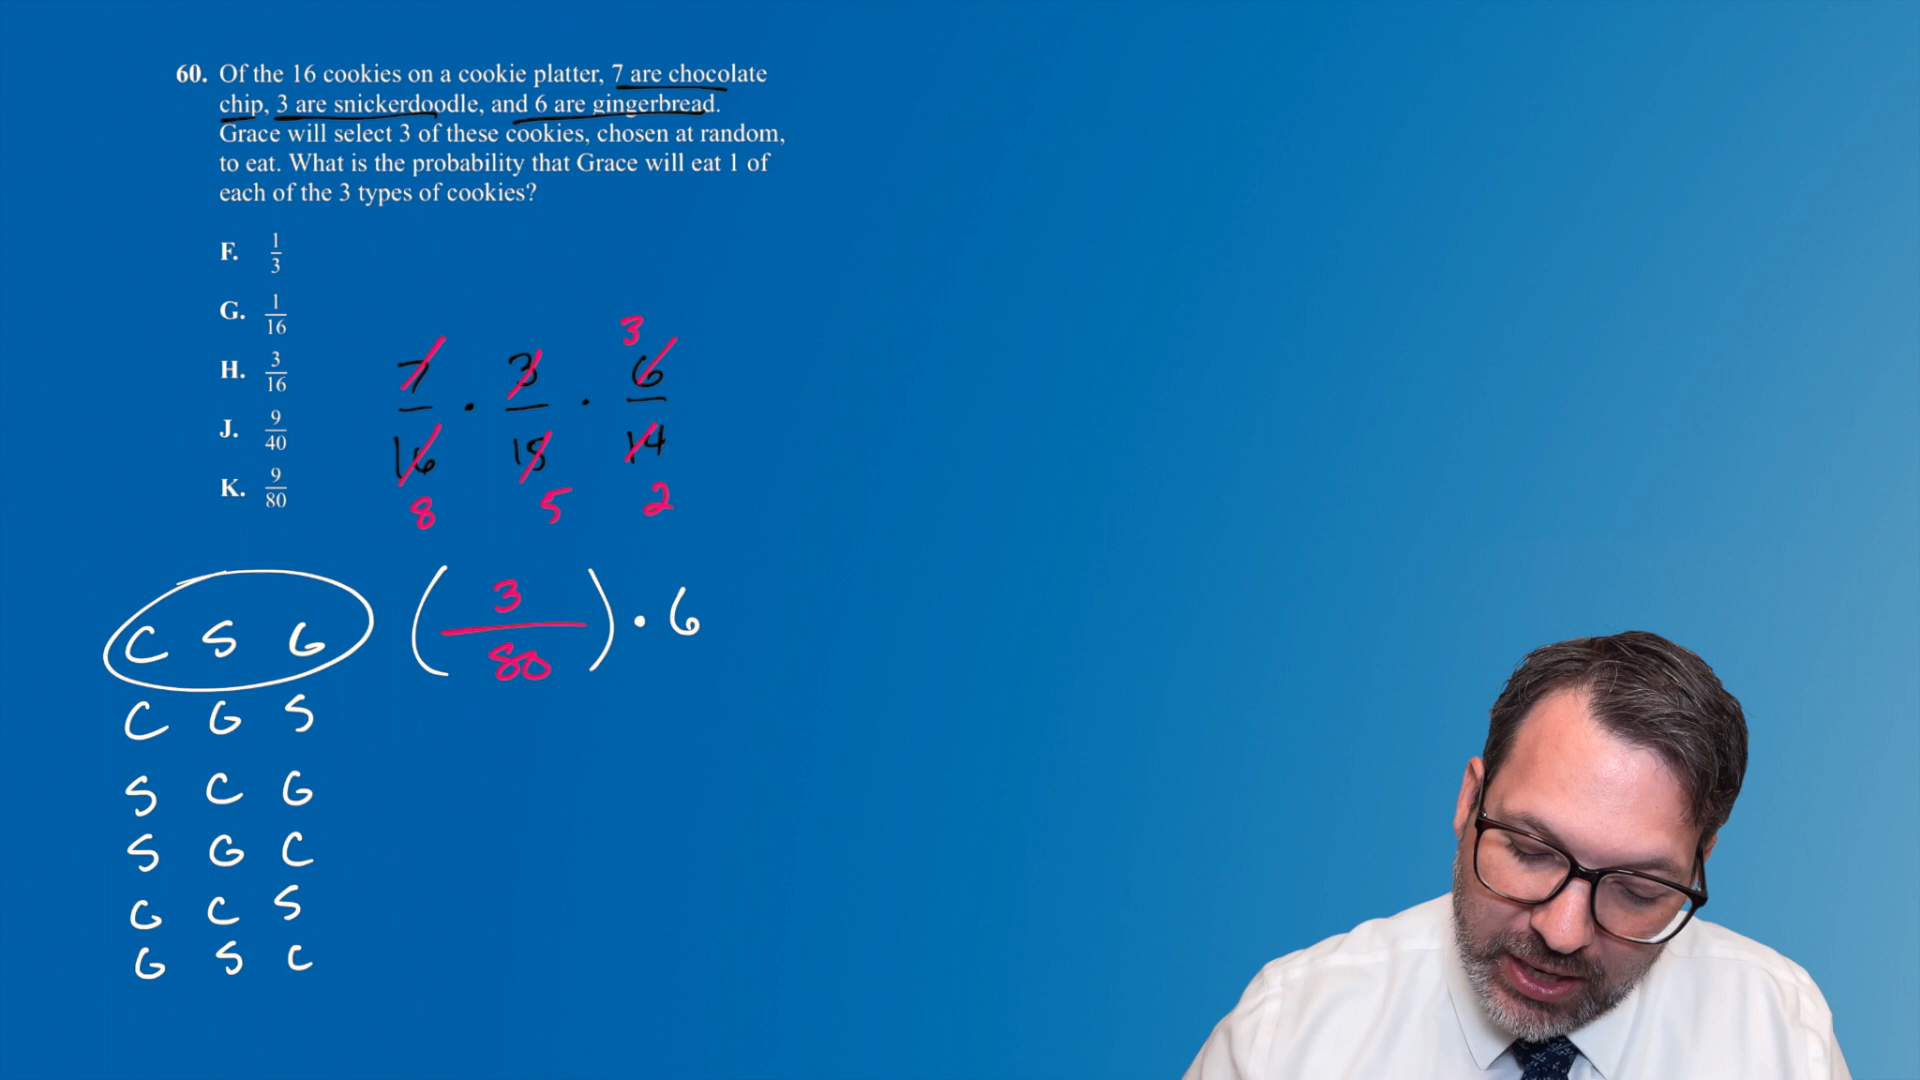 60. Of the 16 cookies on a cookie platter, 7 are chocolate
chip, 3 are snickerdoodle, and 6 are gingerbread.
Grace will select 3 of these cookies, chosen at random,
to eat. What is the probability that Grace will eat 1 of
each of the 3 types of cookies?
F. 1/3
G. 1/16
H. 3/16
J. 9/40
K. 9/80
3
7/16 · 3/15 · 6/14
8 5 2
C S G (3/80) · 6
C G S
S C G
S G C
G C S
G S C